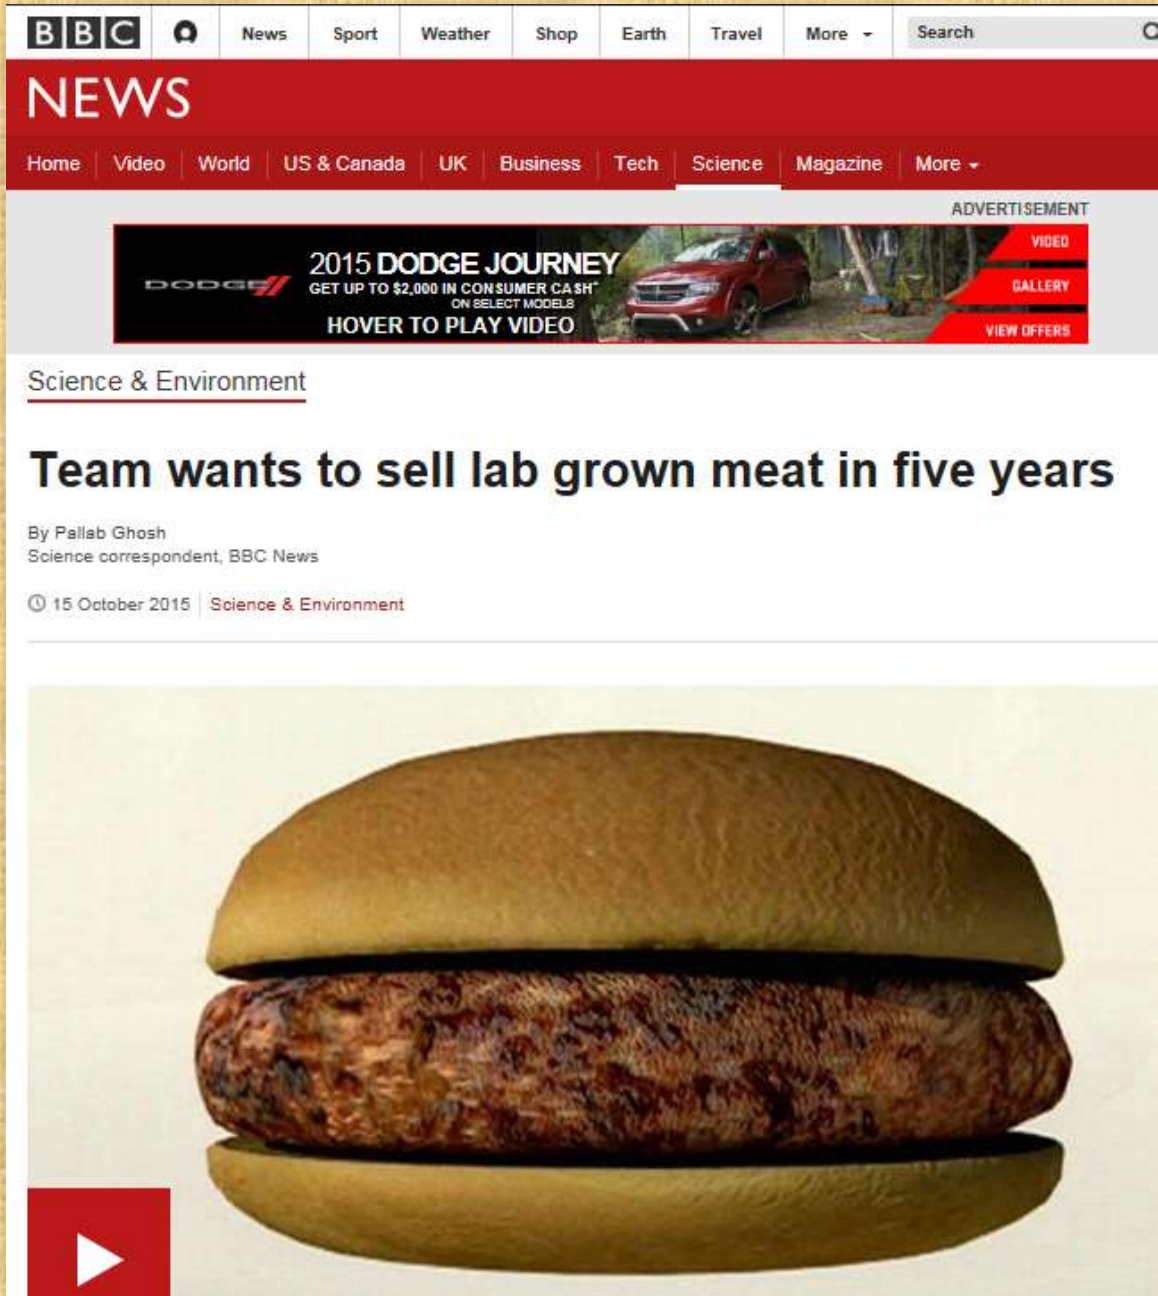 BBC News Sport Weather Shop Earth Travel More Search
NEWS
Home Video World US & Canada UK Business Tech Science Magazine More
ADVERTISEMENT
DODGE
2015 DODGE JOURNEY
GET UP TO $2,000 IN CONSUMER CASH*
ON SELECT MODELS
HOVER TO PLAY VIDEO
VIDEO
GALLERY
VIEW OFFERS
Science & Environment
Team wants to sell lab grown meat in five years
By Pallab Ghosh
Science correspondent, BBC News
15 October 2015 Science & Environment